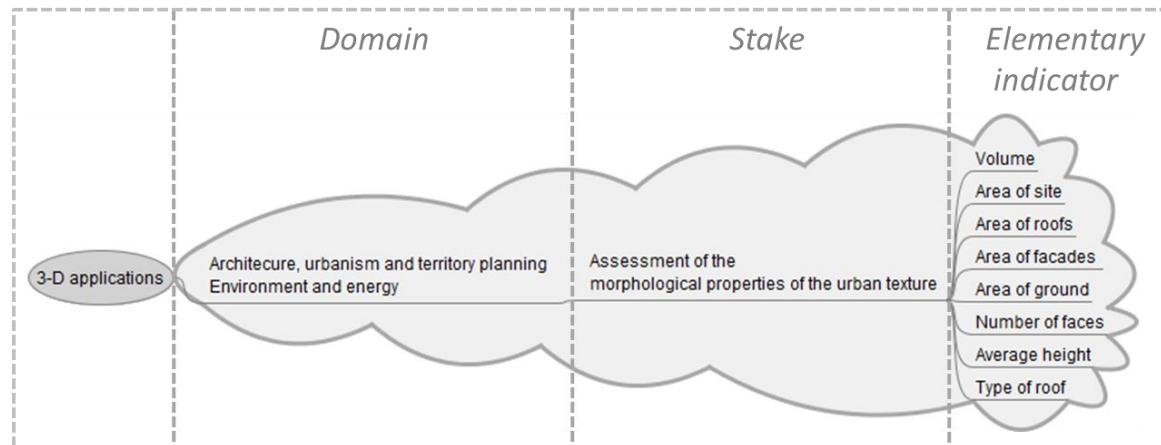 Domain
Stake
Elementary
indicator
3-D applications
Architecure, urbanism and territory planning
Environment and energy
Assessment of the
morphological properties of the urban texture
Volume
Area of site
Area of roofs
Area of facades
Area of ground
Number of faces
Average height
Type of roof